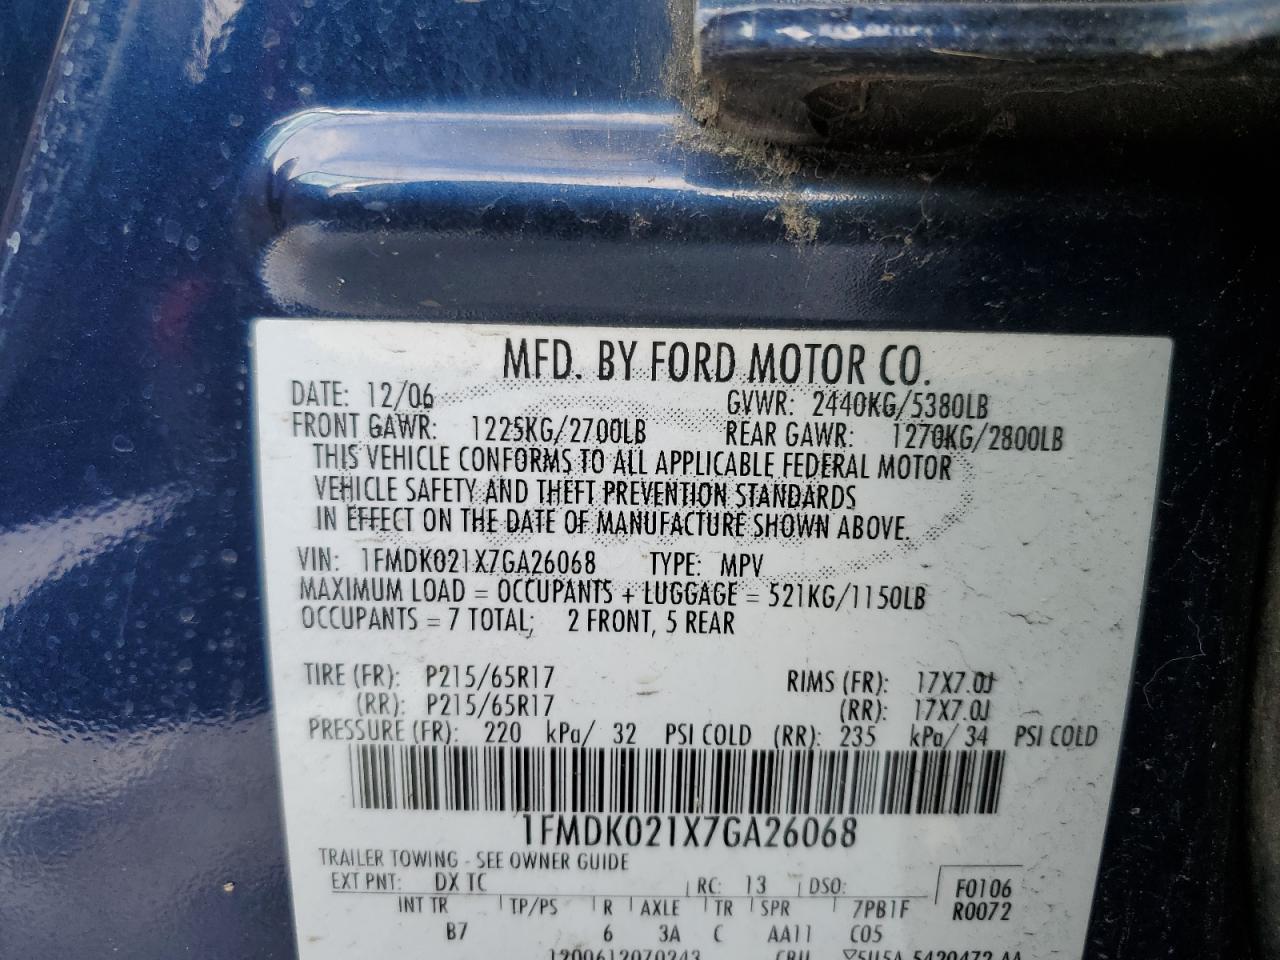 MFD. BY FORD MOTOR CO.
DATE: 12/06 GVWR: 2440KG/5380LB
FRONT GAWR: 1225KG/2700LB REAR GAWR: 1270KG/2800LB
THIS VEHICLE CONFORMS TO ALL APPLICABLE FEDERAL MOTOR
VEHICLE SAFETY AND THEFT PREVENTION STANDARDS
IN EFFECT ON THE DATE OF MANUFACTURE SHOWN ABOVE.
VIN: 1FMDK021X7GA26068 TYPE: MPV
MAXIMUM LOAD = OCCUPANTS + LUGGAGE = 521KG/1150LB
OCCUPANTS = 7 TOTAL; 2 FRONT, 5 REAR
TIRE (FR): P215/65R17 RIMS (FR): 17X7.0J
(RR): P215/65R17 (RR): 17X7.0J
PRESSURE (FR): 220 kPa/ 32 PSI COLD (RR): 235 kPa/ 34 PSI COLD
1FMDK021X7GA26068
TRAILER TOWING - SEE OWNER GUIDE
EXT PNT: DX TC RC: 13 DSO: F0106
INT TR TP/PS R AXLE TR SPR 7PB1F R0072
B7 6 3A C AA11 C05
1200612070243